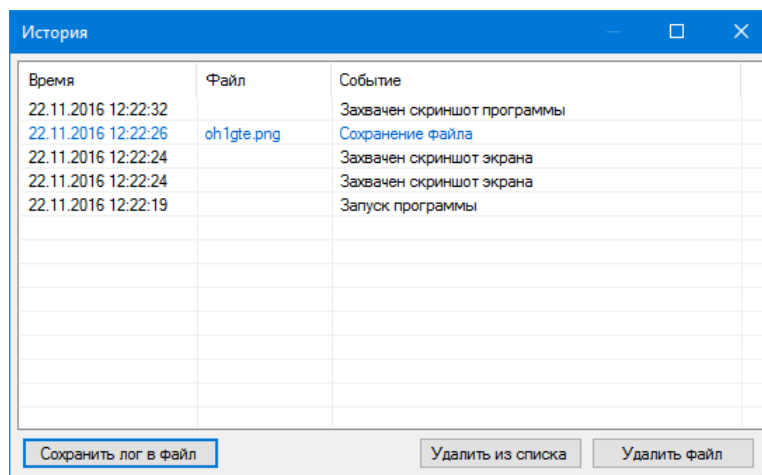 История
Время Файл Событие
22.11.2016 12:22:32 Захвачен скриншот программы
22.11.2016 12:22:26 oh1gte.png Сохранение файла
22.11.2016 12:22:24 Захвачен скриншот экрана
22.11.2016 12:22:24 Захвачен скриншот экрана
22.11.2016 12:22:19 Запуск программы
Сохранить лог в файл Удалить из списка Удалить файл